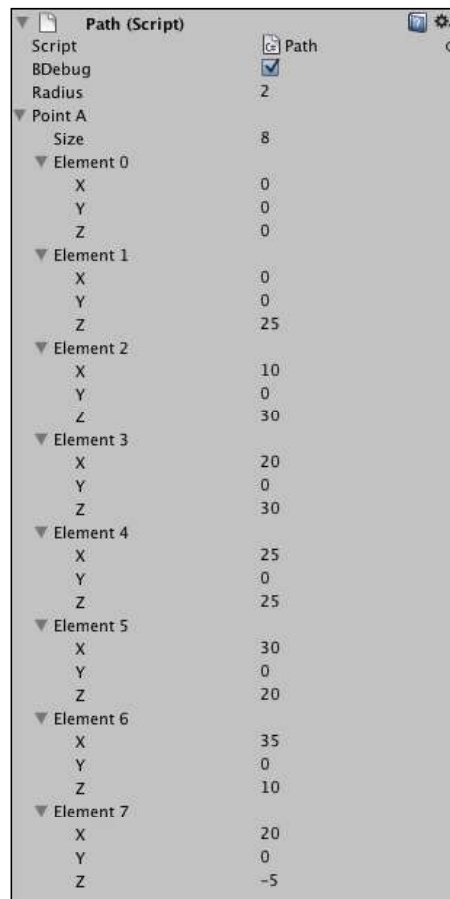 Path (Script)
Script Path
BDebug
Radius 2
Point A
Size 8
Element 0
X 0
Y 0
Z 0
Element 1
X 0
Y 0
Z 25
Element 2
X 10
Y 0
Z 30
Element 3
X 20
Y 0
Z 30
Element 4
X 25
Y 0
Z 25
Element 5
X 30
Y 0
Z 20
Element 6
X 35
Y 0
Z 10
Element 7
X 20
Y 0
Z -5